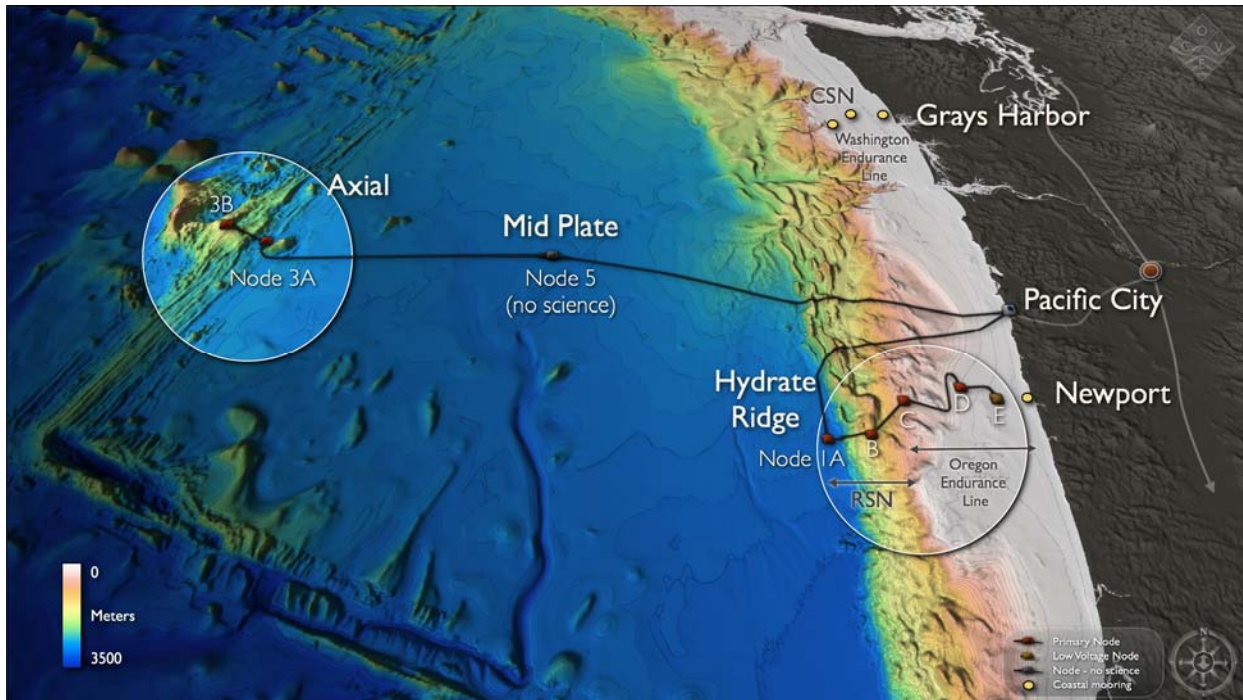 CSN
Grays Harbor
Washington
Endurance
Line
Axial
3B
Node 3A
Mid Plate
Node 5
(no science)
Pacific City
Hydrate
Ridge
Newport
Node 1A
B
C
D
E
RSN
Oregon
Endurance
Line
0
Meters
3500
Primary Node
Low Voltage Node
Node - no science
Coastal mooring
N